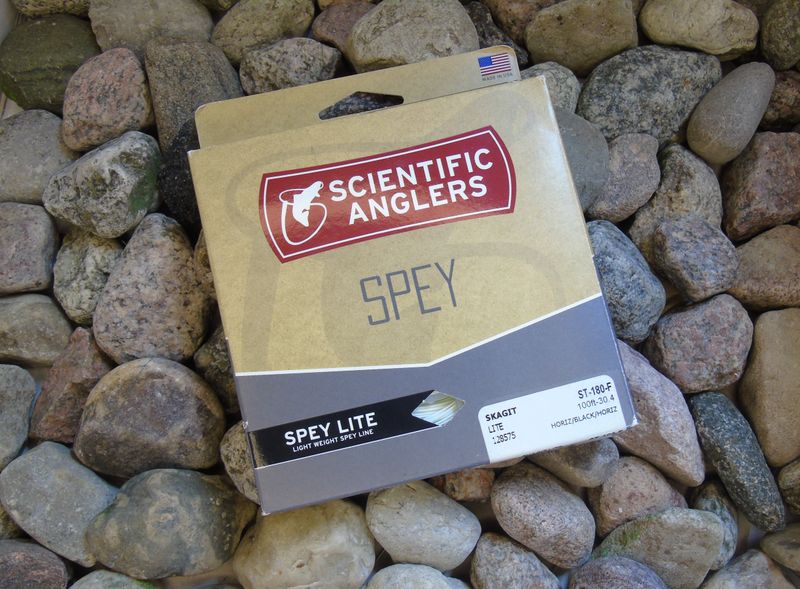 MADE IN USA
SCIENTIFIC
ANGLERS
SPEY
SPEY LITE
LIGHT WEIGHT SPEY LINE
SKAGIT
LITE
128575
ST-180-F
100ft-30.4
HORIZ/BLACK/HORIZ